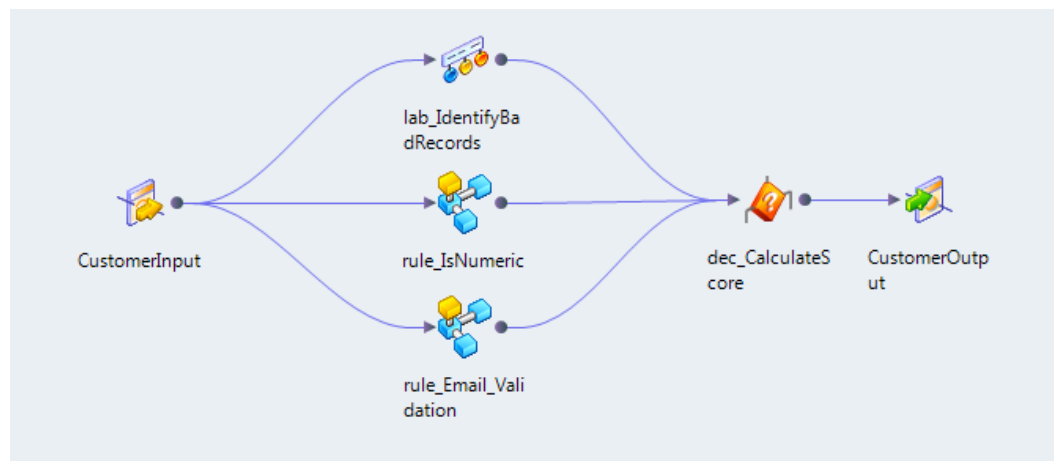 lab_IdentifyBa
dRecords
CustomerInput
rule_IsNumeric
dec_CalculateS
core
CustomerOutp
ut
rule_Email_Vali
dation